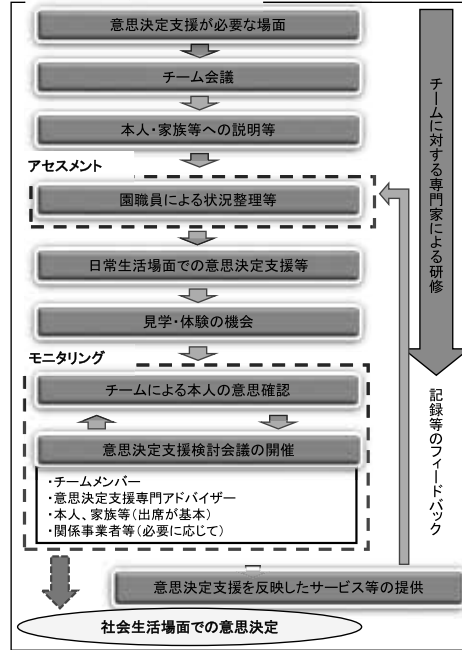 意思決定支援が必要な場面
チーム会議
本人・家族等への説明等
アセスメント
園職員による状況整理等
日常生活場面での意思決定支援等
見学・体験の機会
モニタリング
チームによる本人の意思確認
意思決定支援検討会議の開催
・チームメンバー
・意思決定支援専門アドバイザー
・本人、家族等(出席が基本)
・関係事業者等(必要に応じて)
意思決定支援を反映したサービス等の提供
社会生活場面での意思決定
チームに対する専門家による研修
記録等のフィードバック